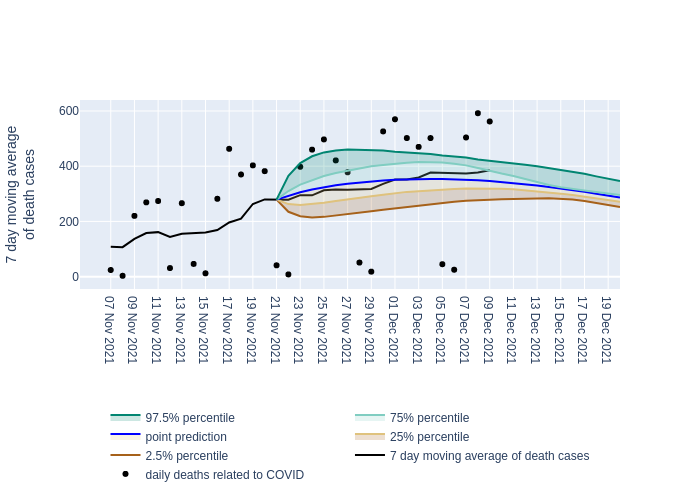 7 day moving average
of death cases
600
400
200
0
07 Nov 2021
09 Nov 2021
11 Nov 2021
13 Nov 2021
15 Nov 2021
17 Nov 2021
19 Nov 2021
21 Nov 2021
23 Nov 2021
25 Nov 2021
27 Nov 2021
29 Nov 2021
01 Dec 2021
03 Dec 2021
05 Dec 2021
07 Dec 2021
09 Dec 2021
11 Dec 2021
13 Dec 2021
15 Dec 2021
17 Dec 2021
19 Dec 2021
97.5% percentile
75% percentile
point prediction
25% percentile
2.5% percentile
7 day moving average of death cases
daily deaths related to COVID